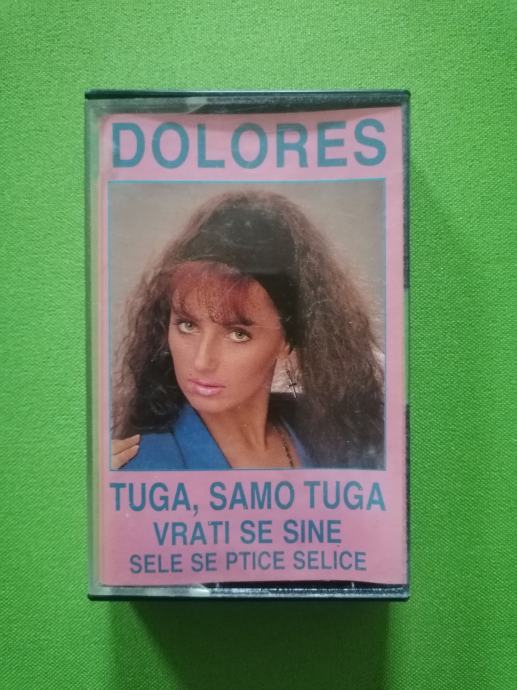 DOLORES
TUGA, SAMO TUGA
VRATI SE SINE
SELE SE PTICE SELICE